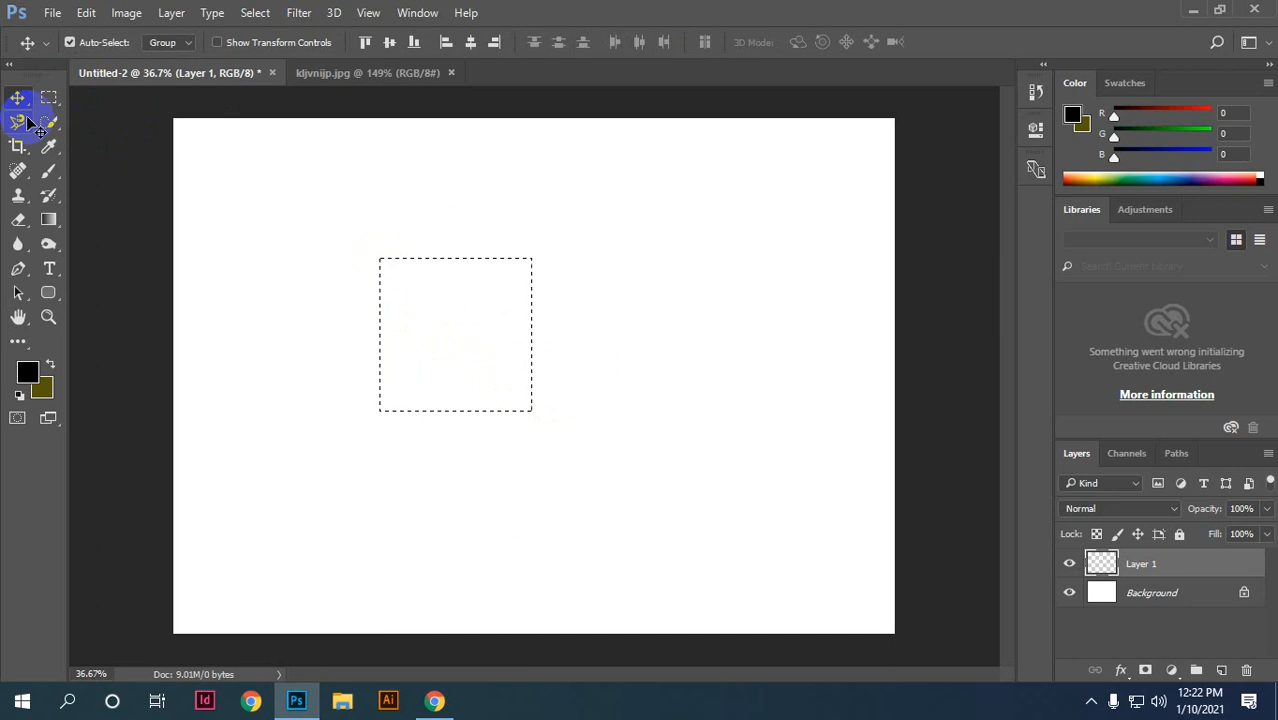 Ps File Edit Image Layer Type Select Filter 3D View Window Help
Auto-Select: Group Show Transform Controls 3D Mode:
Untitled-2 @ 36.7% (Layer 1, RGB/8) * kljvnijp.jpg @ 149% (RGB/8#)
Color Swatches
R 0
G 0
B 0
Libraries Adjustments
Search Current Library
Something went wrong initializing
Creative Cloud Libraries
More information
Layers Channels Paths
Kind
Normal Opacity: 100%
Lock: Fill: 100%
Layer 1
Background
36.67% Doc: 9.01M/0 bytes
Id Ps Ai
12:22 PM
1/10/2021